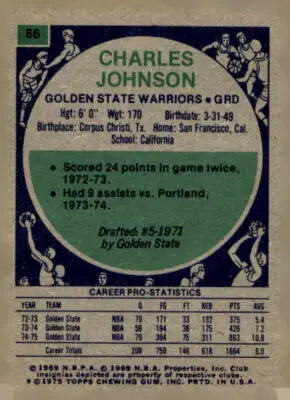 86
CHARLES
JOHNSON
GOLDEN STATE WARRIORS • GRD
Hgt: 6' 0" Wgt: 170 Birthdate: 3-31-49
Birthplace: Corpus Christi, Tx. Home: San Francisco, Cal.
School: California
• Scored 24 points in game twice,
1972-73.
• Had 9 assists vs. Portland,
1973-74.
Drafted: #5-1971
by Golden State
CAREER PRO-STATISTICS
YEAR TEAM G FG FT REB PTS AVG
72-73 Golden State NBA 70 171 33 132 375 5.4
73-74 Golden State NBA 59 194 38 175 426 7.2
74-75 Golden State NBA 79 394 75 311 863 10.9
Career Totals 208 759 146 618 1664 8.0
© 1969 N.B.P.A. © 1969 N.B.A. Properties, Inc. Club
insignias depicted are property of respective clubs.
* © 1975 TOPPS CHEWING GUM, INC. PRTD. IN U.S.A.